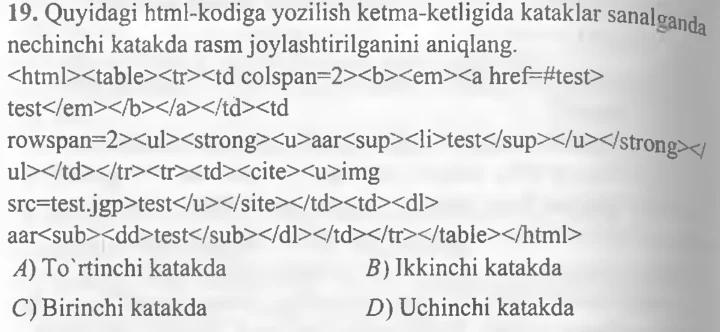 19. Quyidagi html-kodiga yozilish ketma-ketligida kataklar sanalganda
nechinchi katakda rasm joylashtirilganini aniqlang.
<html><table><tr><td colspan=2><b><em><a href=#test>
test</em></b></a></td><td
rowspan=2><ul><strong><u>aar<sup><li>test</sup></u></strong></
ul></td></tr><tr><td><cite><u>img
src=test.jgp>test</u></site></td><td><dl>
aar<sub><dd>test</sub></dl></td></tr></table></html>
A) To`rtinchi katakda B) Ikkinchi katakda
C) Birinchi katakda D) Uchinchi katakda